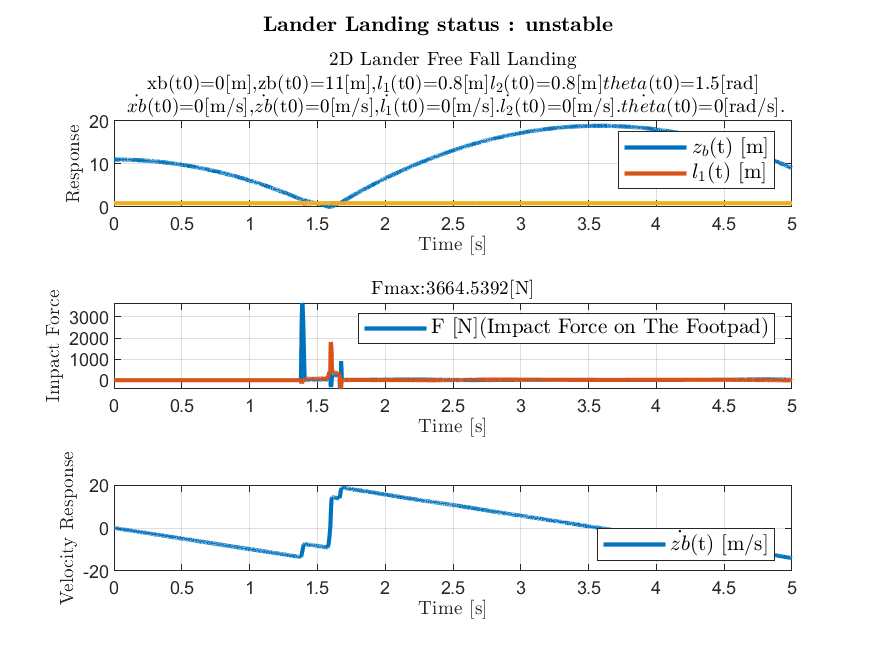 Lander Landing status : unstable
2D Lander Free Fall Landing
xb(t0)=0[m],zb(t0)=11[m],l₁(t0)=0.8[m]l₂(t0)=0.8[m]theta(t0)=1.5[rad]
ẋb(t0)=0[m/s],żb(t0)=0[m/s],l̇₁(t0)=0[m/s].l̇₂(t0)=0[m/s].thėta(t0)=0[rad/s].
Response
20
10
0
z_b(t) [m]
l₁(t) [m]
0 0.5 1 1.5 2 2.5 3 3.5 4 4.5 5
Time [s]
Fmax:3664.5392[N]
Impact Force
3000
2000
1000
0
F [N](Impact Force on The Footpad)
0 0.5 1 1.5 2 2.5 3 3.5 4 4.5 5
Time [s]
Velocity Response
20
0
-20
żb(t) [m/s]
0 0.5 1 1.5 2 2.5 3 3.5 4 4.5 5
Time [s]